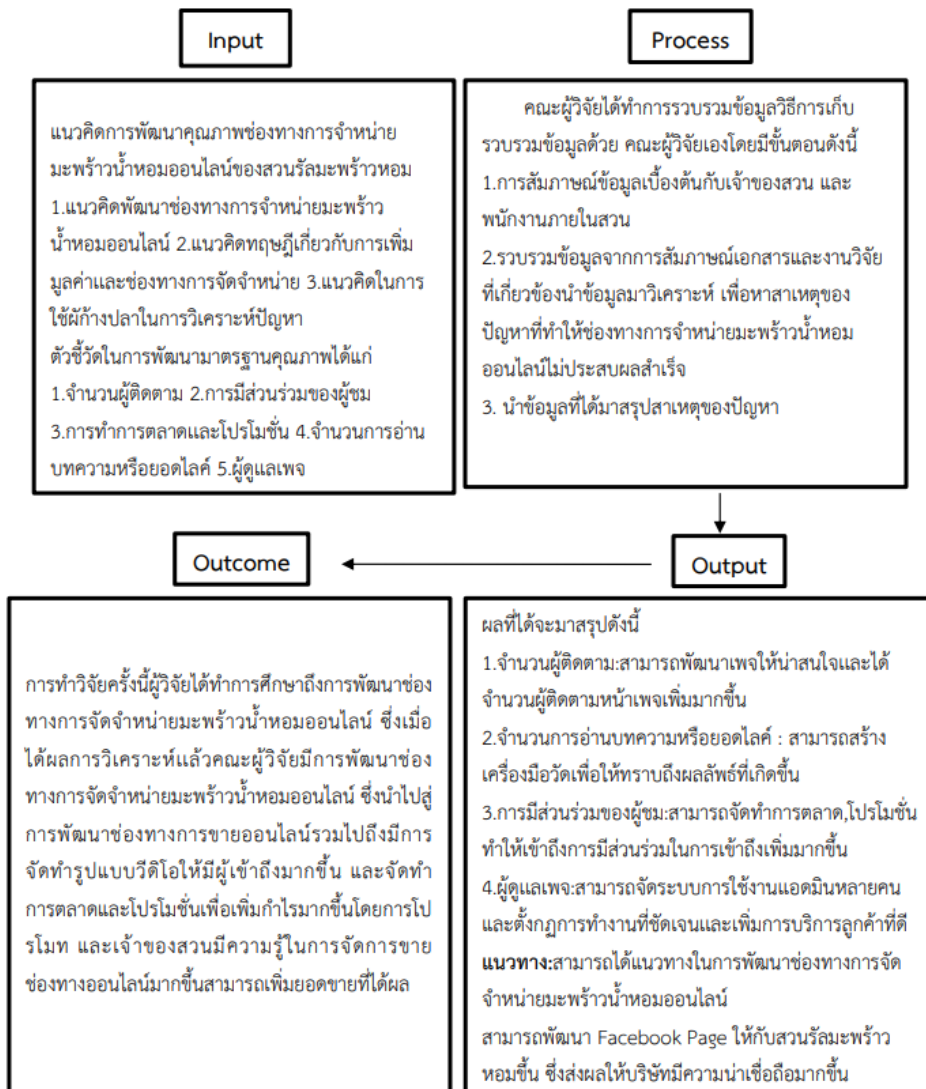 Input
แนวคิดการพัฒนาคุณภาพช่องทางการจำหน่าย
มะพร้าวน้ำหอมออนไลน์ของสวนรัลมะพร้าวหอม
1.แนวคิดพัฒนาช่องทางการจำหน่ายมะพร้าว
น้ำหอมออนไลน์ 2.แนวคิดทฤษฎีเกี่ยวกับการเพิ่ม
มูลค่าและช่องทางการจัดจำหน่าย 3.แนวคิดในการ
ใช้ผัก้างปลาในการวิเคราะห์ปัญหา
ตัวชี้วัดในการพัฒนามาตรฐานคุณภาพได้แก่
1.จำนวนผู้ติดตาม 2.การมีส่วนร่วมของผู้ชม
3.การทำการตลาดและโปรโมชั่น 4.จำนวนการอ่าน
บทความหรือยอดไลค์ 5.ผู้ดูแลเพจ
Process
คณะผู้วิจัยได้ทำการรวบรวมข้อมูลวิธีการเก็บ
รวบรวมข้อมูลด้วย คณะผู้วิจัยเองโดยมีขั้นตอนดังนี้
1.การสัมภาษณ์ข้อมูลเบื้องต้นกับเจ้าของสวน และ
พนักงานภายในสวน
2.รวบรวมข้อมูลจากการสัมภาษณ์เอกสารและงานวิจัย
ที่เกี่ยวข้องนำข้อมูลมาวิเคราะห์ เพื่อหาสาเหตุของ
ปัญหาที่ทำให้ช่องทางการจำหน่ายมะพร้าวน้ำหอม
ออนไลน์ไม่ประสบผลสำเร็จ
3. นำข้อมูลที่ได้มาสรุปสาเหตุของปัญหา
Output
ผลที่ได้จะมาสรุปดังนี้
1.จำนวนผู้ติดตาม:สามารถพัฒนาเพจให้น่าสนใจและได้
จำนวนผู้ติดตามหน้าเพจเพิ่มมากขึ้น
2.จำนวนการอ่านบทความหรือยอดไลค์ : สามารถสร้าง
เครื่องมือวัดเพื่อให้ทราบถึงผลลัพธ์ที่เกิดขึ้น
3.การมีส่วนร่วมของผู้ชม:สามารถจัดทำการตลาด,โปรโมชั่น
ทำให้เข้าถึงการมีส่วนร่วมในการเข้าถึงเพิ่มมากขึ้น
4.ผู้ดูแลเพจ:สามารถจัดระบบการใช้งานแอดมินหลายคน
และตั้งกฏการทำงานที่ชัดเจนและเพิ่มการบริการลูกค้าที่ดี
แนวทาง:สามารถได้แนวทางในการพัฒนาช่องทางการจัด
จำหน่ายมะพร้าวน้ำหอมออนไลน์
สามารถพัฒนา Facebook Page ให้กับสวนรัลมะพร้าว
หอมขึ้น ซึ่งส่งผลให้บริษัทมีความน่าเชื่อถือมากขึ้น
Outcome
การทำวิจัยครั้งนี้ผู้วิจัยได้ทำการศึกษาถึงการพัฒนาช่อง
ทางการจัดจำหน่ายมะพร้าวน้ำหอมออนไลน์ ซึ่งเมื่อ
ได้ผลการวิเคราะห์แล้วคณะผู้วิจัยมีการพัฒนาช่อง
ทางการจัดจำหน่ายมะพร้าวน้ำหอมออนไลน์ ซึ่งนำไปสู่
การพัฒนาช่องทางการขายออนไลน์รวมไปถึงมีการ
จัดทำรูปแบบวีดิโอให้มีผู้เข้าถึงมากขึ้น และจัดทำ
การตลาดและโปรโมชั่นเพื่อเพิ่มกำไรมากขึ้นโดยการโป
รโมท และเจ้าของสวนมีความรู้ในการจัดการขาย
ช่องทางออนไลน์มากขึ้นสามารถเพิ่มยอดขายที่ได้ผล